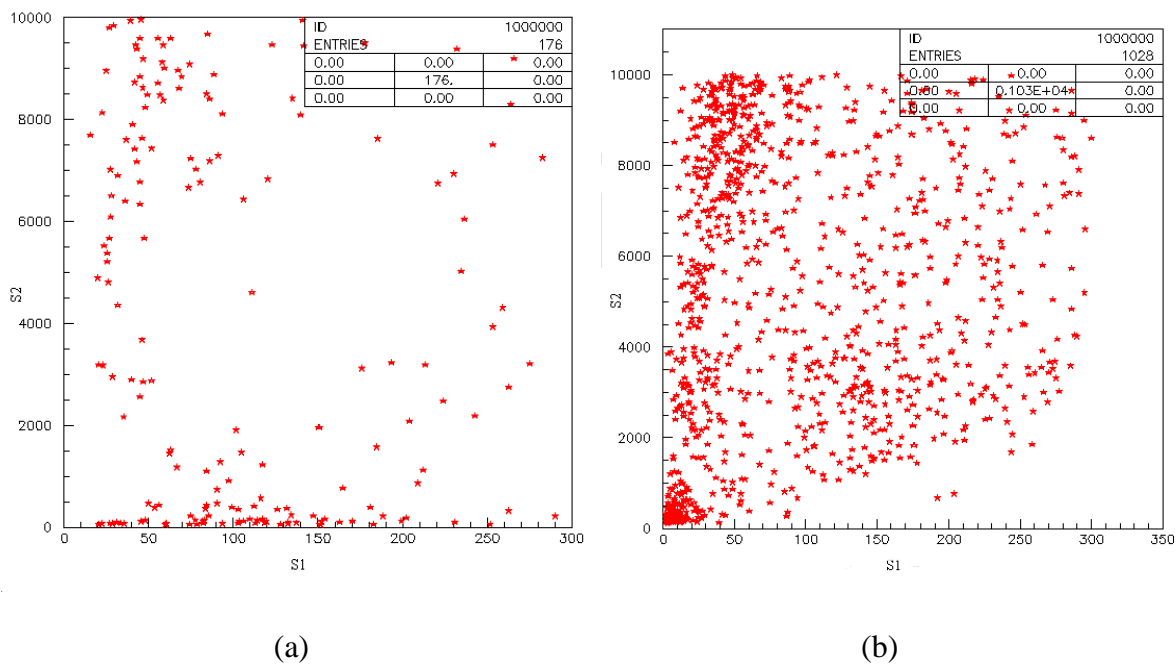 ID 1000000
ENTRIES 176
0.00 0.00 0.00
0.00 176. 0.00
0.00 0.00 0.00
10000
8000
6000
4000
2000
0
S2
0 50 100 150 200 250 300
S1
(a)
ID 1000000
ENTRIES 1028
0.00 0.00 0.00
0.00 0.103E+04 0.00
0.00 0.00 0.00
10000
8000
6000
4000
2000
0
S2
0 50 100 150 200 250 300 350
S1
(b)